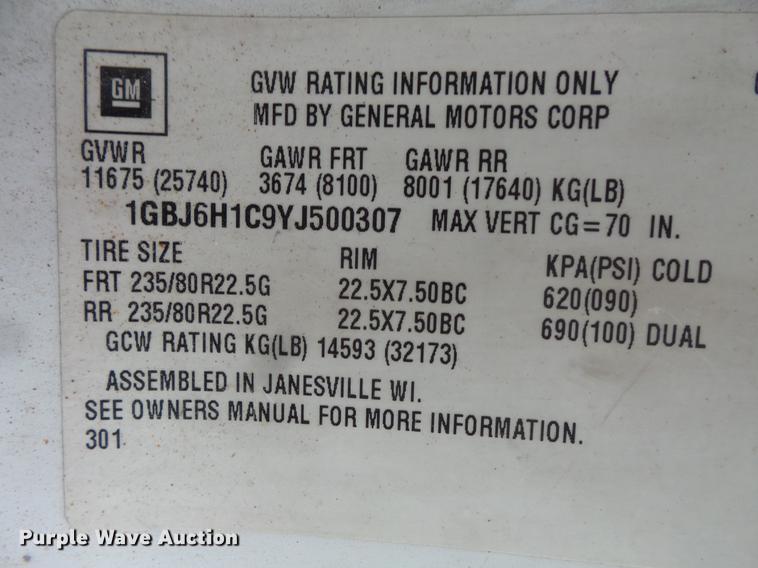 GM
GVW RATING INFORMATION ONLY
MFD BY GENERAL MOTORS CORP
GVWR GAWR FRT GAWR RR
11675 (25740) 3674 (8100) 8001 (17640) KG(LB)
1GBJ6H1C9YJ500307 MAX VERT CG=70 IN.
TIRE SIZE RIM KPA(PSI) COLD
FRT 235/80R22.5G 22.5X7.50BC 620(090)
RR 235/80R22.5G 22.5X7.50BC 690(100) DUAL
GCW RATING KG(LB) 14593 (32173)
ASSEMBLED IN JANESVILLE WI.
SEE OWNERS MANUAL FOR MORE INFORMATION.
301
Purple Wave Auction